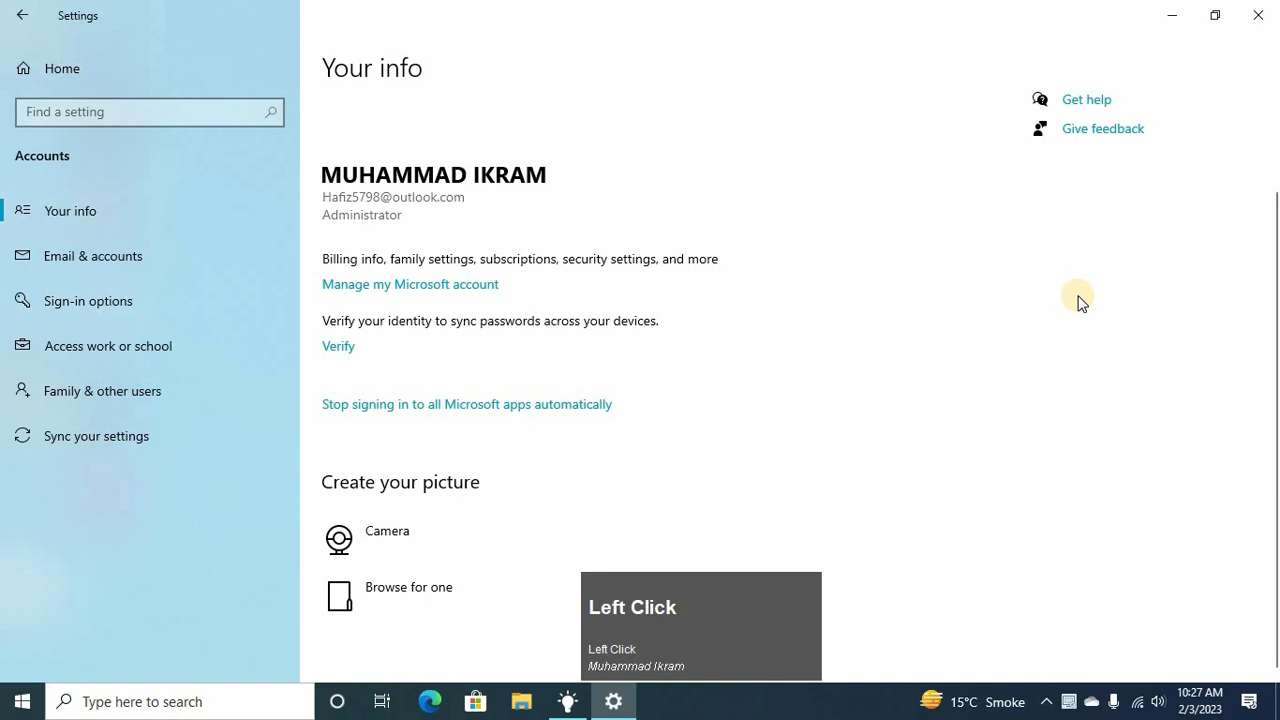 Settings
Home
Find a setting
Accounts
Your info
Email & accounts
Sign-in options
Access work or school
Family & other users
Sync your settings
Your info
Get help
Give feedback
MUHAMMAD IKRAM
Hafiz5798@outlook.com
Administrator
Billing info, family settings, subscriptions, security settings, and more
Manage my Microsoft account
Verify your identity to sync passwords across your devices.
Verify
Stop signing in to all Microsoft apps automatically
Create your picture
Camera
Browse for one
Left Click
Left Click
Muhammad Ikram
Type here to search
15°C Smoke
10:27 AM
2/3/2023